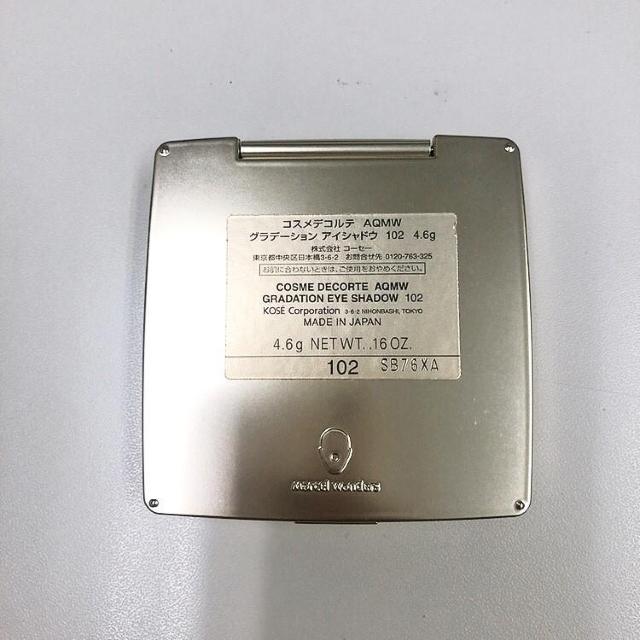 コスメデコルテ AQMW
グラデーション アイシャドウ 102 4.6g
株式会社 コーセー
東京都中央区日本橋3-6-2 お問合せ先 0120-763-325
お肌に合わないときは、ご使用をおやめください。
COSME DECORTE AQMW
GRADATION EYE SHADOW 102
KOSÉ Corporation 3-6-2 NIHONBASHI, TOKYO
MADE IN JAPAN
4.6g NET WT. .16 OZ.
102 SB76XA
marcel wanders